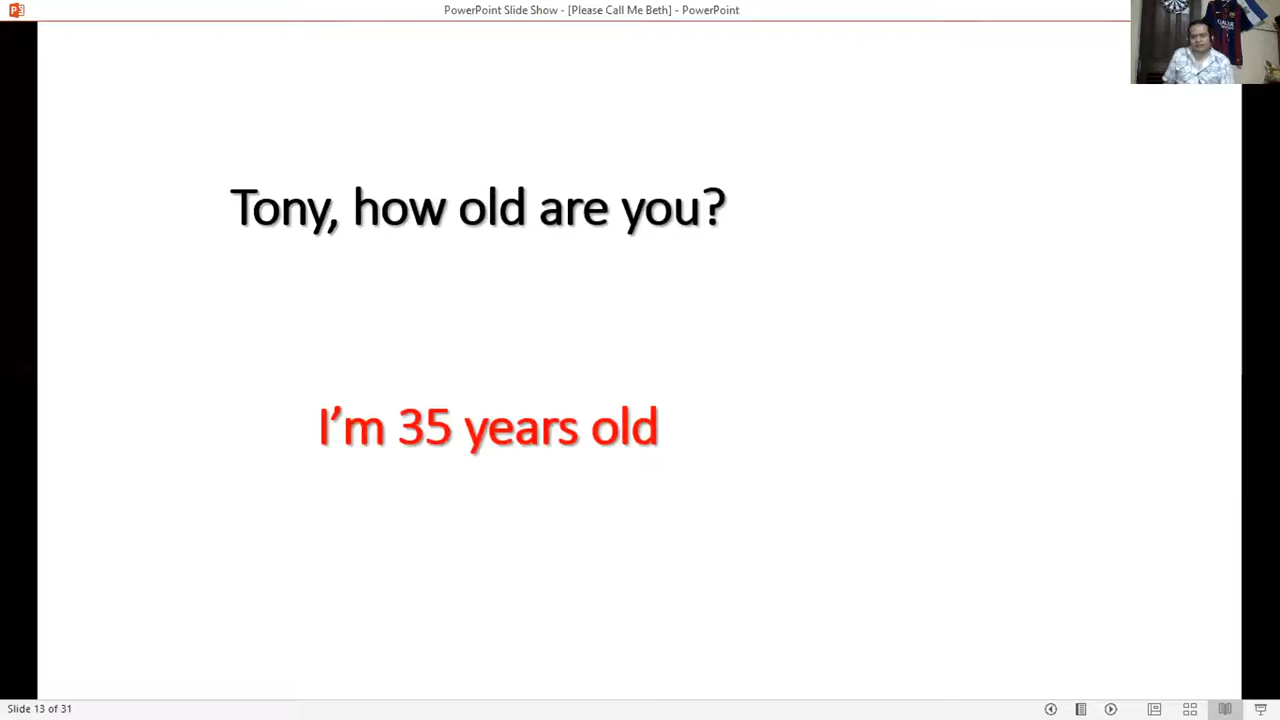 PowerPoint Slide Show - [Please Call Me Beth] - PowerPoint
Tony, how old are you?
I’m 35 years old
Slide 13 of 31